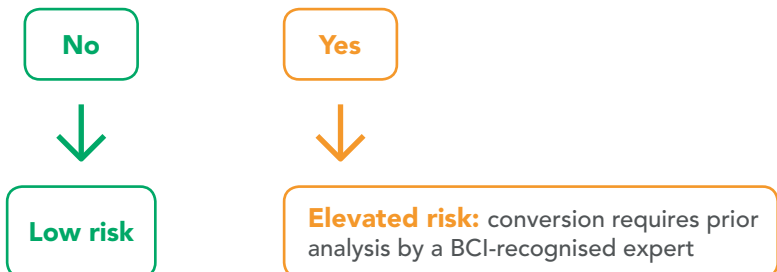 No
Yes
Low risk
Elevated risk: conversion requires prior
analysis by a BCI-recognised expert